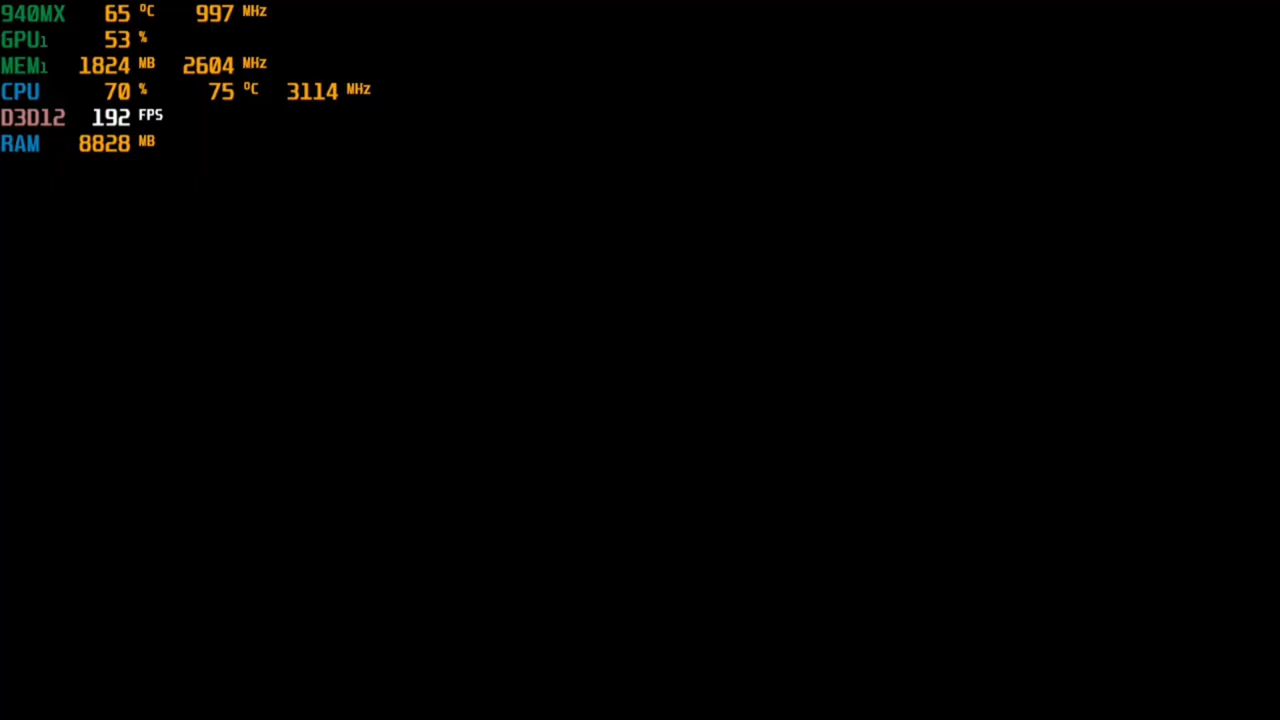 940MX 65 °C 997 MHz
GPU1 53 %
MEM1 1824 MB 2604 MHz
CPU 70 % 75 °C 3114 MHz
D3D12 192 FPS
RAM 8828 MB